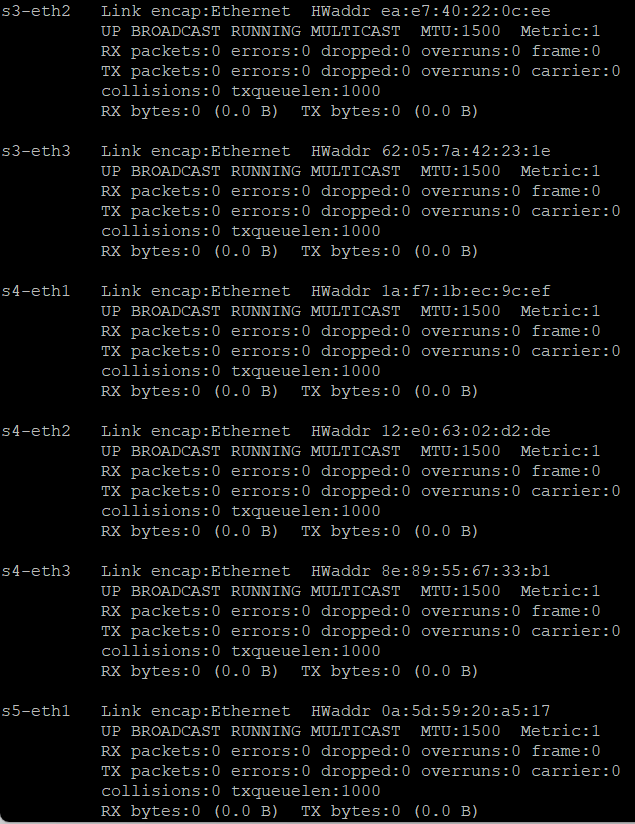 s3-eth2   Link encap:Ethernet  HWaddr ea:e7:40:22:0c:ee
          UP BROADCAST RUNNING MULTICAST  MTU:1500  Metric:1
          RX packets:0 errors:0 dropped:0 overruns:0 frame:0
          TX packets:0 errors:0 dropped:0 overruns:0 carrier:0
          collisions:0 txqueuelen:1000
          RX bytes:0 (0.0 B)  TX bytes:0 (0.0 B)

s3-eth3   Link encap:Ethernet  HWaddr 62:05:7a:42:23:1e
          UP BROADCAST RUNNING MULTICAST  MTU:1500  Metric:1
          RX packets:0 errors:0 dropped:0 overruns:0 frame:0
          TX packets:0 errors:0 dropped:0 overruns:0 carrier:0
          collisions:0 txqueuelen:1000
          RX bytes:0 (0.0 B)  TX bytes:0 (0.0 B)

s4-eth1   Link encap:Ethernet  HWaddr 1a:f7:1b:ec:9c:ef
          UP BROADCAST RUNNING MULTICAST  MTU:1500  Metric:1
          RX packets:0 errors:0 dropped:0 overruns:0 frame:0
          TX packets:0 errors:0 dropped:0 overruns:0 carrier:0
          collisions:0 txqueuelen:1000
          RX bytes:0 (0.0 B)  TX bytes:0 (0.0 B)

s4-eth2   Link encap:Ethernet  HWaddr 12:e0:63:02:d2:de
          UP BROADCAST RUNNING MULTICAST  MTU:1500  Metric:1
          RX packets:0 errors:0 dropped:0 overruns:0 frame:0
          TX packets:0 errors:0 dropped:0 overruns:0 carrier:0
          collisions:0 txqueuelen:1000
          RX bytes:0 (0.0 B)  TX bytes:0 (0.0 B)

s4-eth3   Link encap:Ethernet  HWaddr 8e:89:55:67:33:b1
          UP BROADCAST RUNNING MULTICAST  MTU:1500  Metric:1
          RX packets:0 errors:0 dropped:0 overruns:0 frame:0
          TX packets:0 errors:0 dropped:0 overruns:0 carrier:0
          collisions:0 txqueuelen:1000
          RX bytes:0 (0.0 B)  TX bytes:0 (0.0 B)

s5-eth1   Link encap:Ethernet  HWaddr 0a:5d:59:20:a5:17
          UP BROADCAST RUNNING MULTICAST  MTU:1500  Metric:1
          RX packets:0 errors:0 dropped:0 overruns:0 frame:0
          TX packets:0 errors:0 dropped:0 overruns:0 carrier:0
          collisions:0 txqueuelen:1000
          RX bytes:0 (0.0 B)  TX bytes:0 (0.0 B)